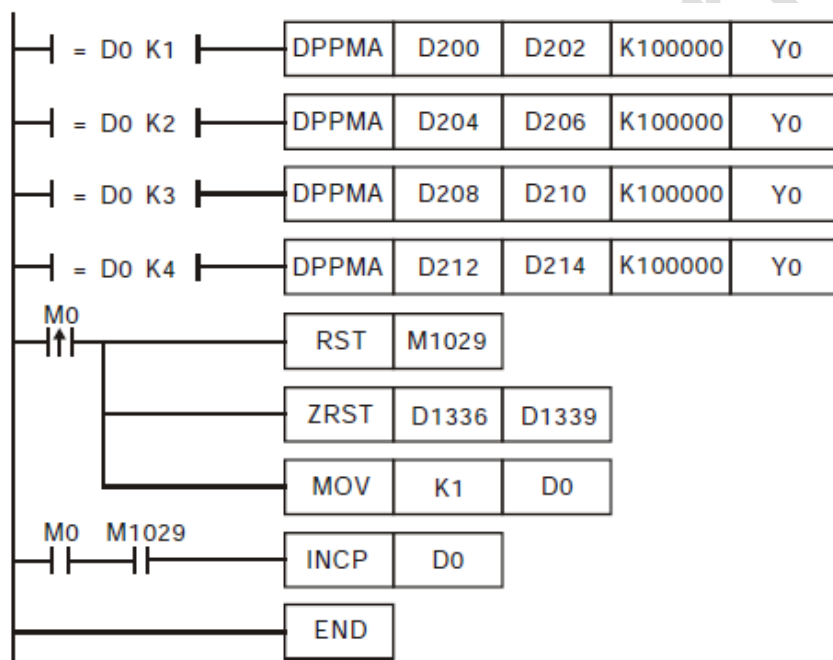 = D0 K1 DPPMA D200 D202 K100000 Y0
= D0 K2 DPPMA D204 D206 K100000 Y0
= D0 K3 DPPMA D208 D210 K100000 Y0
= D0 K4 DPPMA D212 D214 K100000 Y0
M0 RST M1029
ZRST D1336 D1339
MOV K1 D0
M0 M1029 INCP D0
END